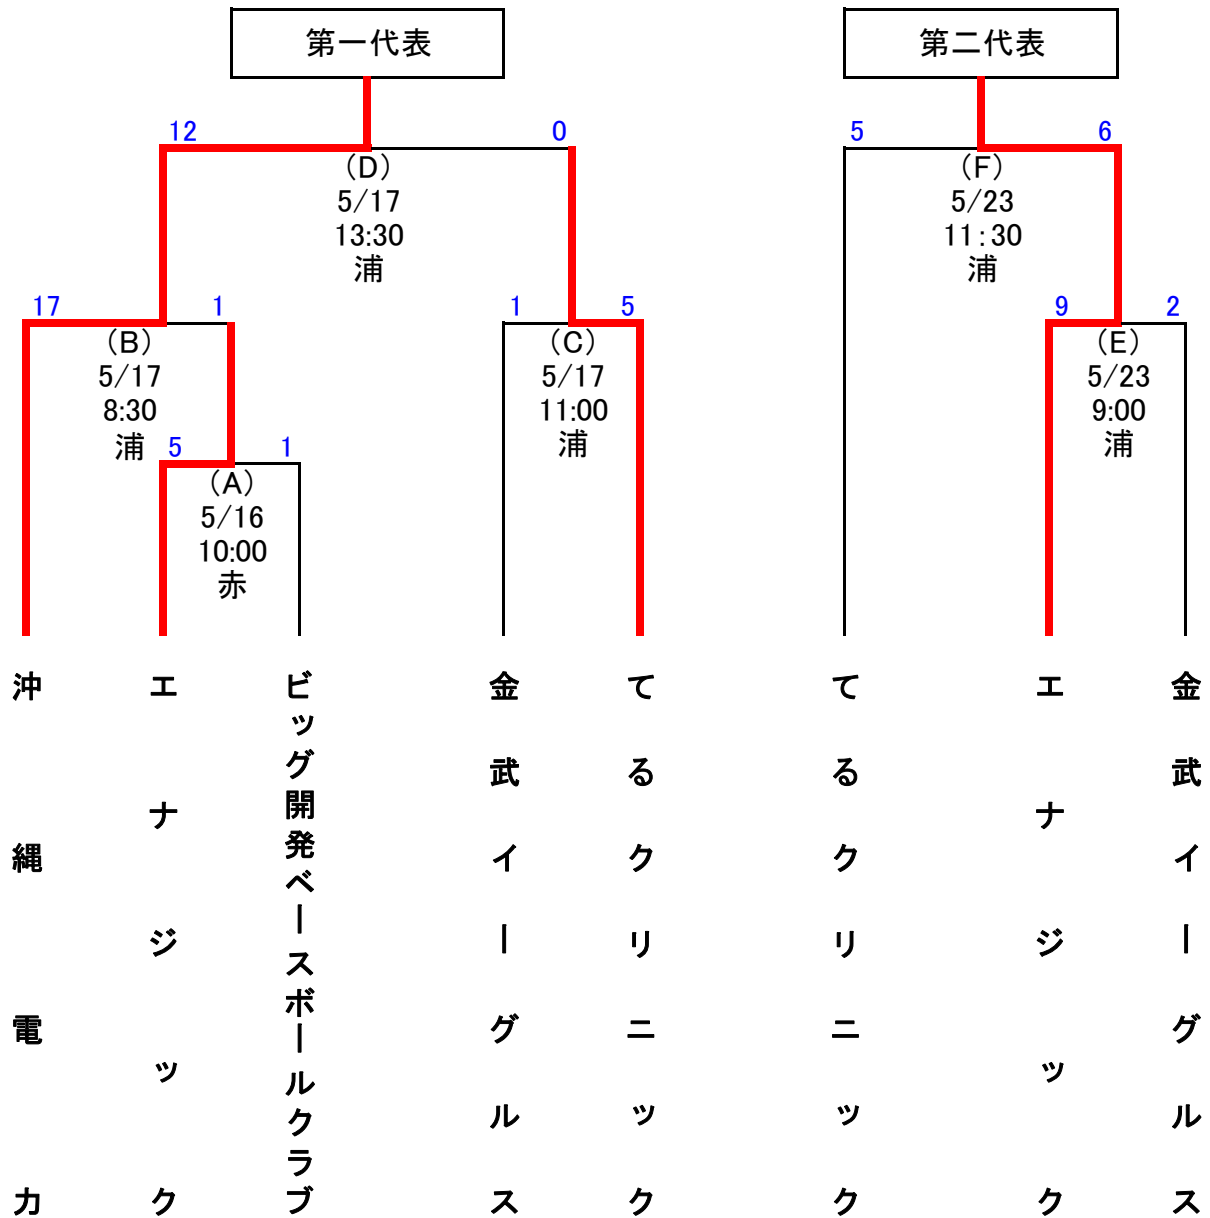 第一代表
第二代表
12
0
5
6
（D）
5/17
13:30
浦
（F）
5/23
11:30
浦
17
1
1
5
9
2
（B）
5/17
8:30
浦
（C）
5/17
11:00
浦
（E）
5/23
9:00
浦
5
1
（A）
5/16
10:00
赤
沖縄電力
エナジック
ビッグ開発ベースボールクラブ
金武イーグルス
てるクリニック
てるクリニック
エナジック
金武イーグルス